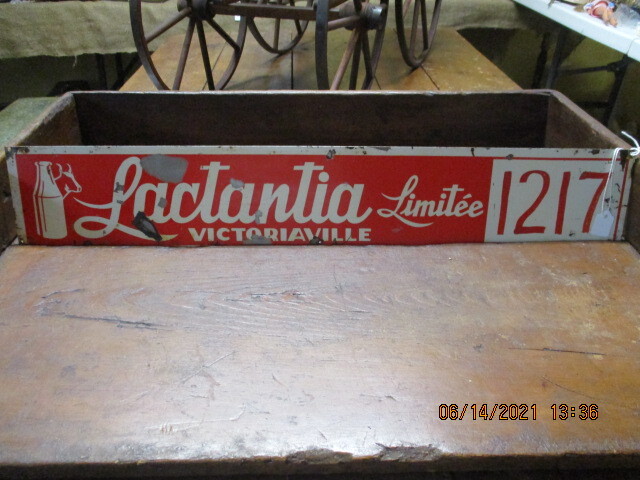 Lactantia Limitée 1217
VICTORIAVILLE
06/14/2021 13:36